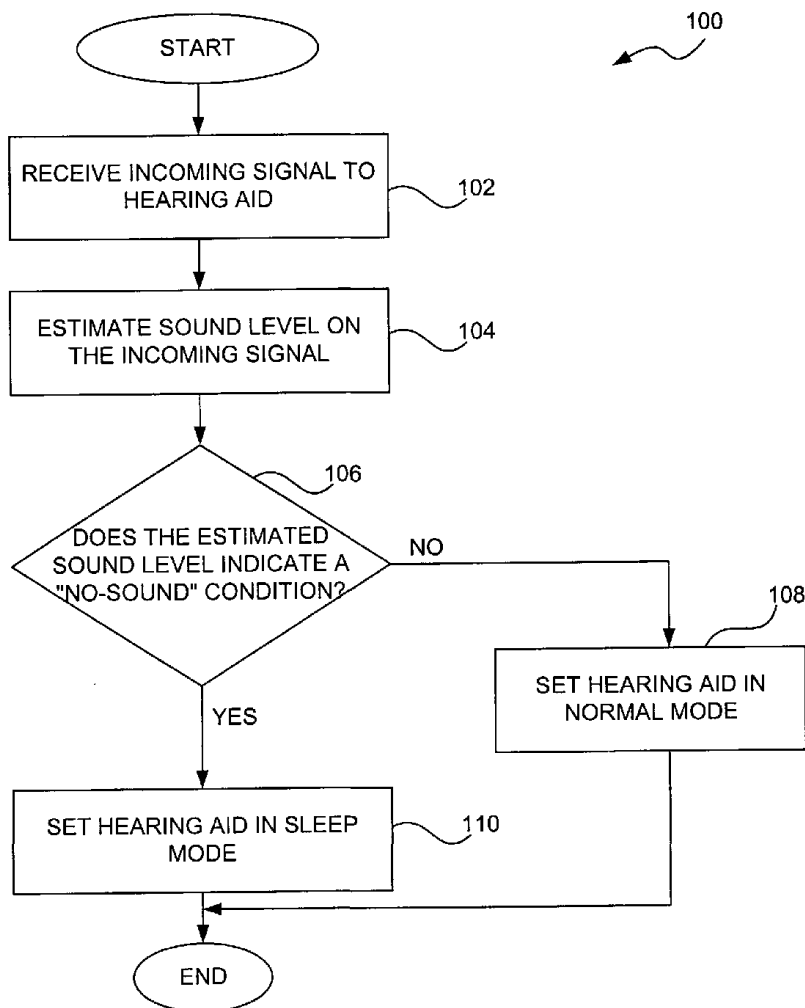 START
100
RECEIVE INCOMING SIGNAL TO
HEARING AID
102
ESTIMATE SOUND LEVEL ON
THE INCOMING SIGNAL
104
106
DOES THE ESTIMATED
SOUND LEVEL INDICATE A
"NO-SOUND" CONDITION?
NO
108
SET HEARING AID IN
NORMAL MODE
YES
SET HEARING AID IN SLEEP
MODE
110
END